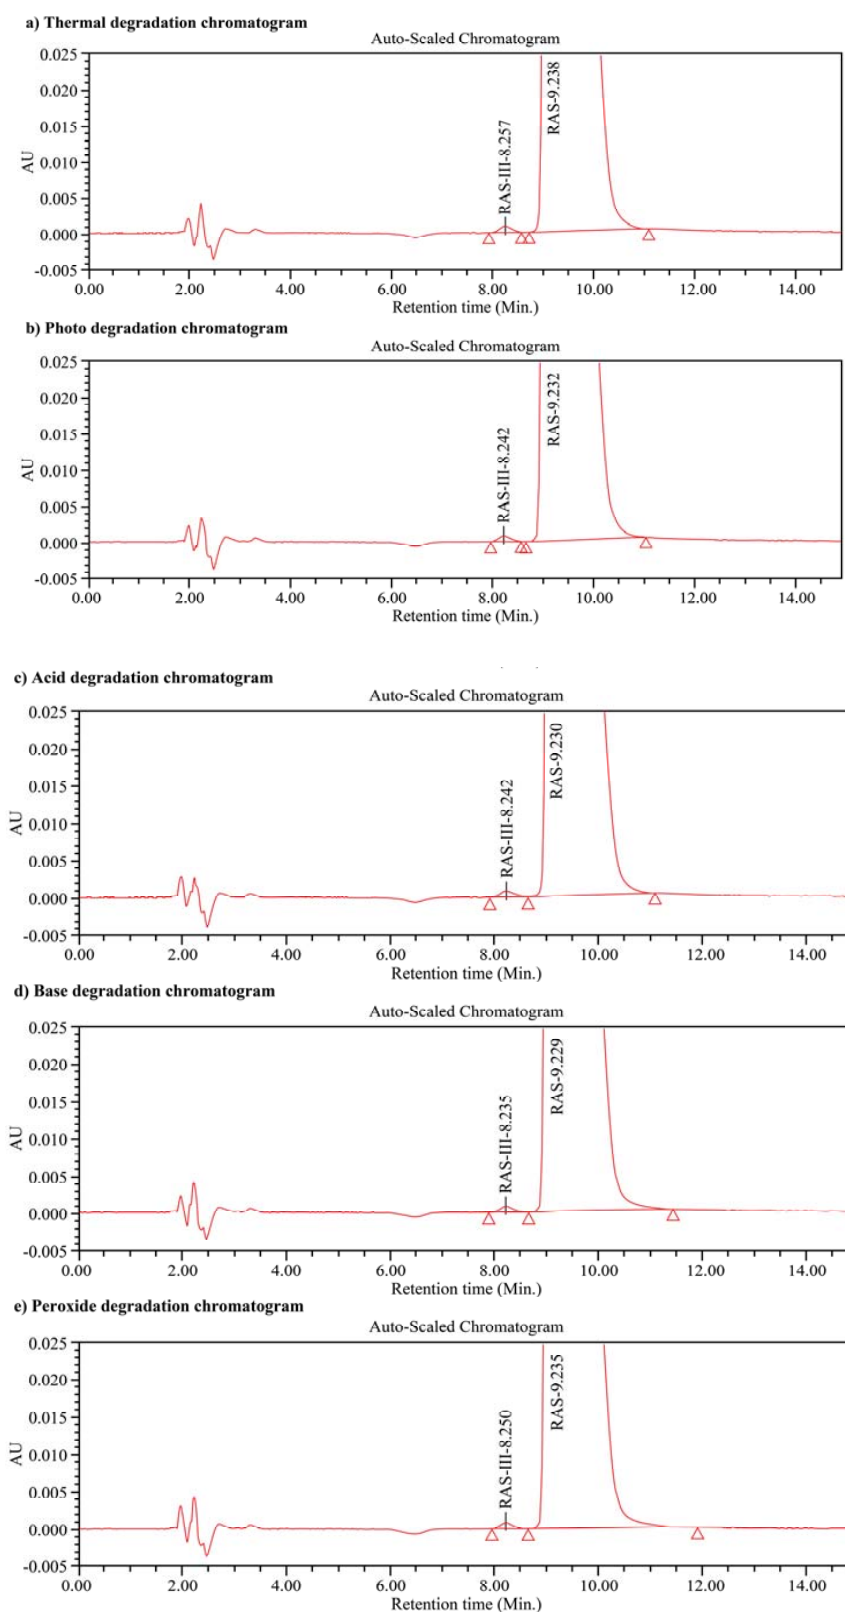 a) Thermal degradation chromatogram
Auto-Scaled Chromatogram
0.025
0.020
0.015
0.010
0.005
0.000
-0.005
AU
RAS-III-8.257
RAS-9.238
0.00 2.00 4.00 6.00 8.00 10.00 12.00 14.00
Retention time (Min.)
b) Photo degradation chromatogram
Auto-Scaled Chromatogram
0.025
0.020
0.015
0.010
0.005
0.000
-0.005
AU
RAS-III-8.242
RAS-9.232
0.00 2.00 4.00 6.00 8.00 10.00 12.00 14.00
Retention time (Min.)
c) Acid degradation chromatogram
Auto-Scaled Chromatogram
0.025
0.020
0.015
0.010
0.005
0.000
-0.005
AU
RAS-III-8.242
RAS-9.230
0.00 2.00 4.00 6.00 8.00 10.00 12.00 14.00
Retention time (Min.)
d) Base degradation chromatogram
Auto-Scaled Chromatogram
0.025
0.020
0.015
0.010
0.005
0.000
-0.005
AU
RAS-III-8.235
RAS-9.229
0.00 2.00 4.00 6.00 8.00 10.00 12.00 14.00
Retention time (Min.)
e) Peroxide degradation chromatogram
Auto-Scaled Chromatogram
0.025
0.020
0.015
0.010
0.005
0.000
-0.005
AU
RAS-III-8.250
RAS-9.235
0.00 2.00 4.00 6.00 8.00 10.00 12.00 14.00
Retention time (Min.)